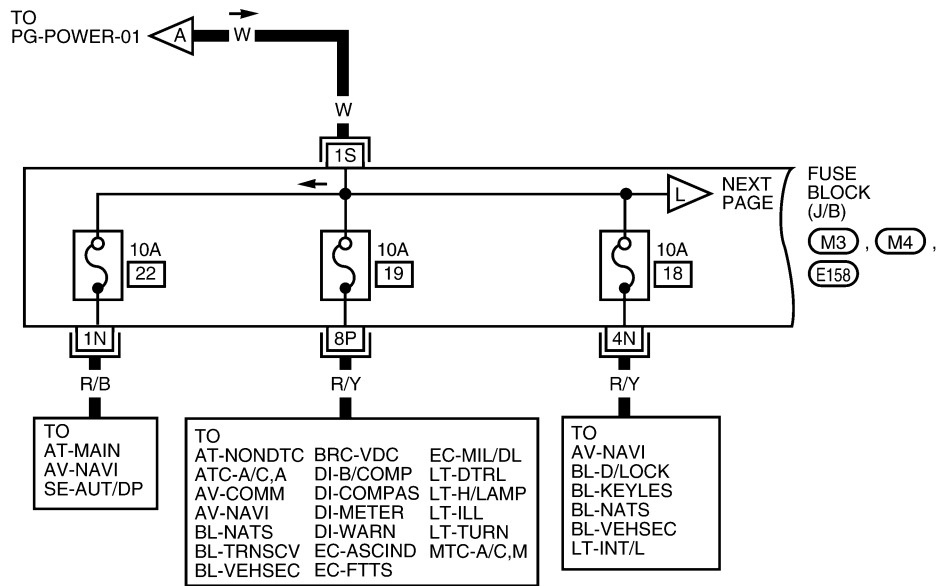 TO
PG-POWER-01
A
W
W
1S
L
NEXT
PAGE
FUSE
BLOCK
(J/B)
M3 , M4 ,
E158
10A
22
10A
19
10A
18
1N
8P
4N
R/B
R/Y
R/Y
TO
AT-MAIN
AV-NAVI
SE-AUT/DP
TO
AT-NONDTC BRC-VDC EC-MIL/DL
ATC-A/C,A DI-B/COMP LT-DTRL
AV-COMM DI-COMPAS LT-H/LAMP
AV-NAVI DI-METER LT-ILL
BL-NATS DI-WARN LT-TURN
BL-TRNSCV EC-ASCIND MTC-A/C,M
BL-VEHSEC EC-FTTS
TO
AV-NAVI
BL-D/LOCK
BL-KEYLES
BL-NATS
BL-VEHSEC
LT-INT/L